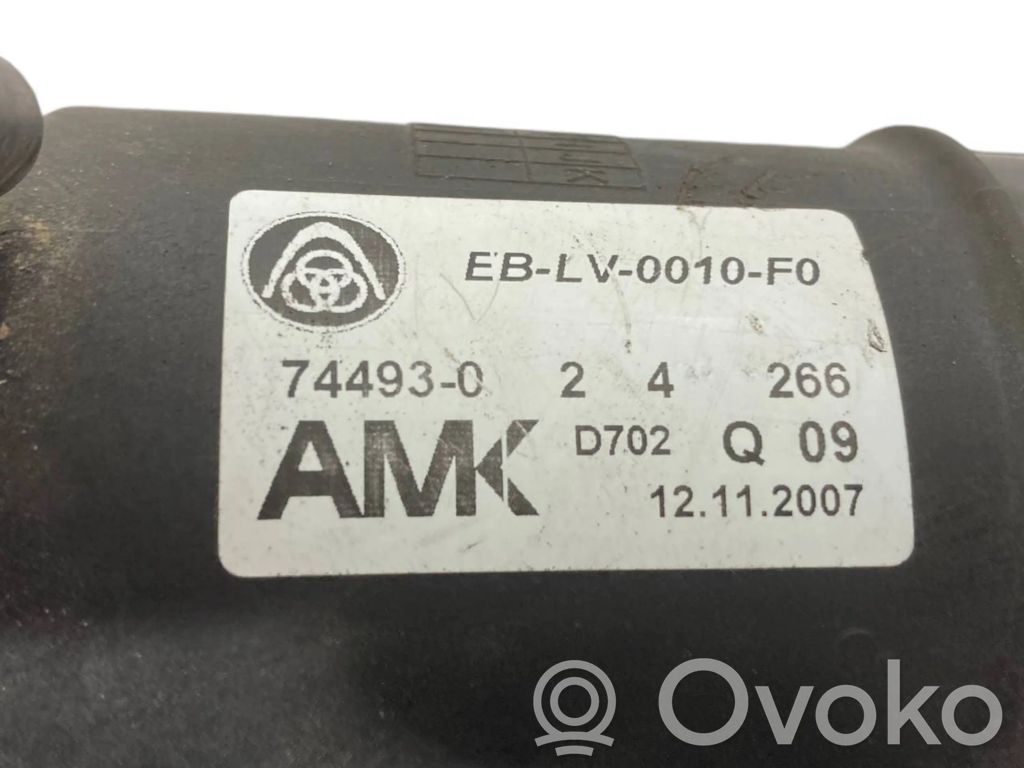 EB-LV-0010-F0
74493-0 2 4 266
AMK D702 Q 09
12.11.2007
Ovoko